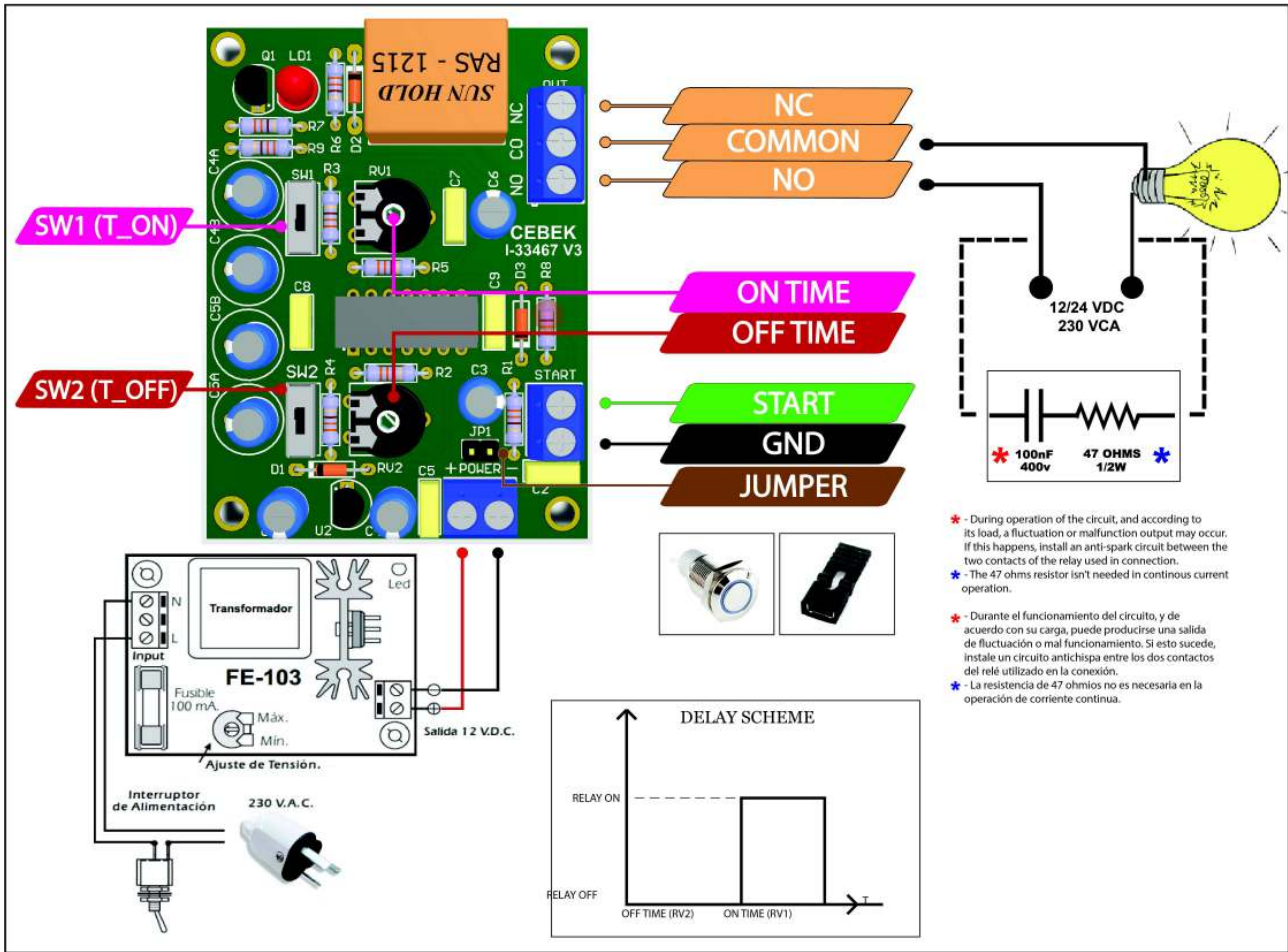 SUN HOLD
RAS - 1215
Q1
LD1
R7
R9
R6
D2
OUT
NC
CO
NO
C4A
C4B
SW1
R3
RV1
C7
C6
CEBEK
I-33467 V3
R5
C5B
C8
C9
D3
R8
C5A
SW2
R4
R2
C3
R1
START
JP1
D1
RV2
+ POWER -
C5
C2
U2
NC
COMMON
NO
SW1 (T_ON)
ON TIME
OFF TIME
SW2 (T_OFF)
START
GND
JUMPER
12/24 VDC
230 VCA
* 100nF
400v
47 OHMS *
1/2W
* - During operation of the circuit, and according to
its load, a fluctuation or malfunction output may occur.
If this happens, install an anti-spark circuit between the
two contacts of the relay used in connection.
* - The 47 ohms resistor isn't needed in continous current
operation.
* - Durante el funcionamiento del circuito, y de
acuerdo con su carga, puede producirse una salida
de fluctuación o mal funcionamiento. Si esto sucede,
instale un circuito antichispa entre los dos contactos
del relé utilizado en la conexión.
* - La resistencia de 47 ohmios no es necesaria en la
operación de corriente continua.
Led
N
L
Input
Transformador
FE-103
Fusible
100 mA.
Máx.
Mín.
Ajuste de Tensión.
Salida 12 V.D.C.
Interruptor
de Alimentación
230 V.A.C.
DELAY SCHEME
RELAY ON
RELAY OFF
OFF TIME (RV2)
ON TIME (RV1)
T